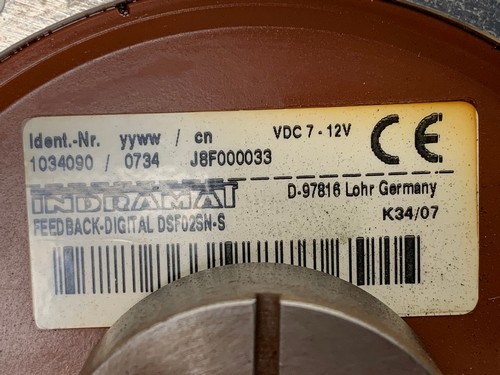 Ident.-Nr. yyww / cn VDC 7 - 12V CE
1034090 / 0734 J8F000033
INDRAMAT D-97816 Lohr Germany
FEEDBACK-DIGITAL DSF02SN-S K34/07